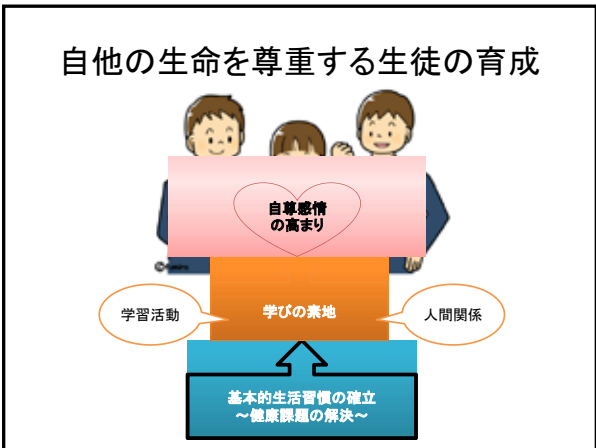 自他の生命を尊重する生徒の育成
自尊感情
の高まり
学習活動
学びの素地
人間関係
基本的生活習慣の確立
～健康課題の解決～